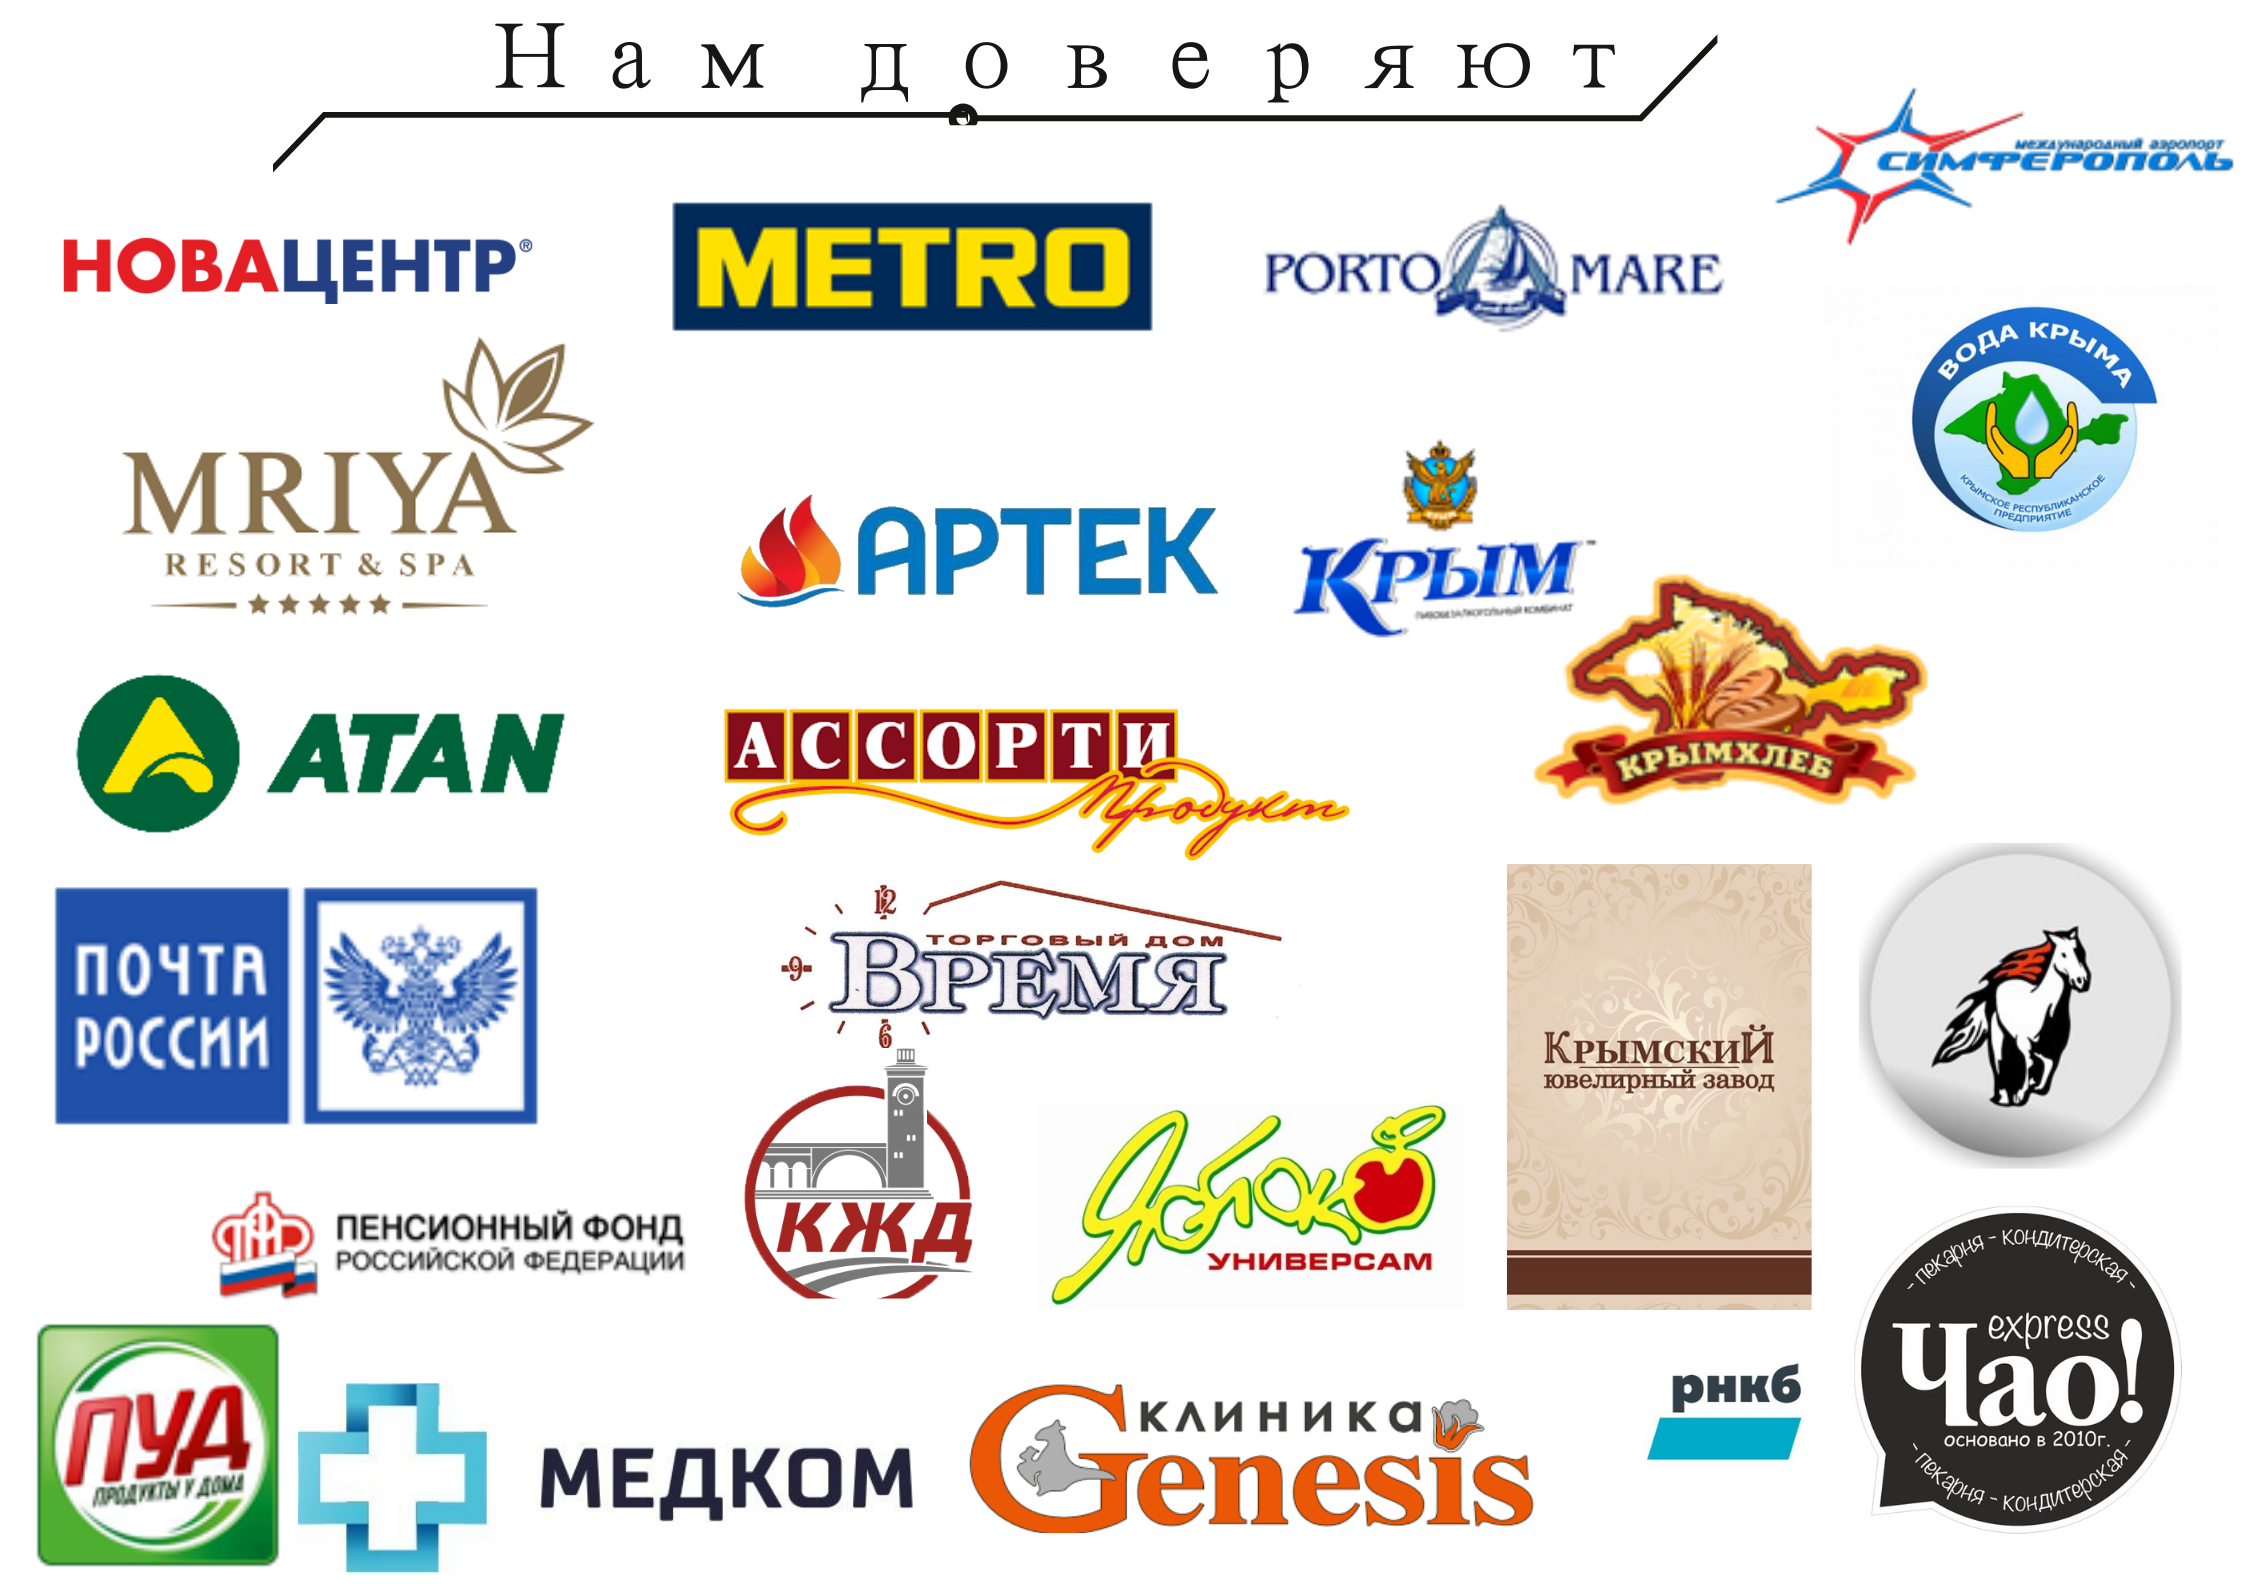 Нам доверяют
международный аэропорт
СИМФЕРОПОЛЬ
НОВАЦЕНТР®
METRO
PORTO MARE
ВОДА КРЫМА
КРЫМСКОЕ РЕСПУБЛИКАНСКОЕ
ПРЕДПРИЯТИЕ
MRIYA
RESORT & SPA
АРТЕК
КРЫМ™
ПИВОБЕЗАЛКОГОЛЬНЫЙ КОМБИНАТ
КРЫМХЛЕБ
ATAN
АССОРТИ
Продукт
ПОЧТА
РОССИИ
12
ТОРГОВЫЙ ДОМ
9
ВРЕМЯ
6
КРЫМСКИЙ
ювелирный завод
КЖД
Яблоко
УНИВЕРСАМ
ПЕНСИОННЫЙ ФОНД
РОССИЙСКОЙ ФЕДЕРАЦИИ
- пекарня - кондитерская -
express
Чао!
основано в 2010г.
- пекарня - кондитерская -
ПУД
ПРОДУКТЫ У ДОМА
МЕДКОМ
КЛИНИКА
Genesis
рнкб